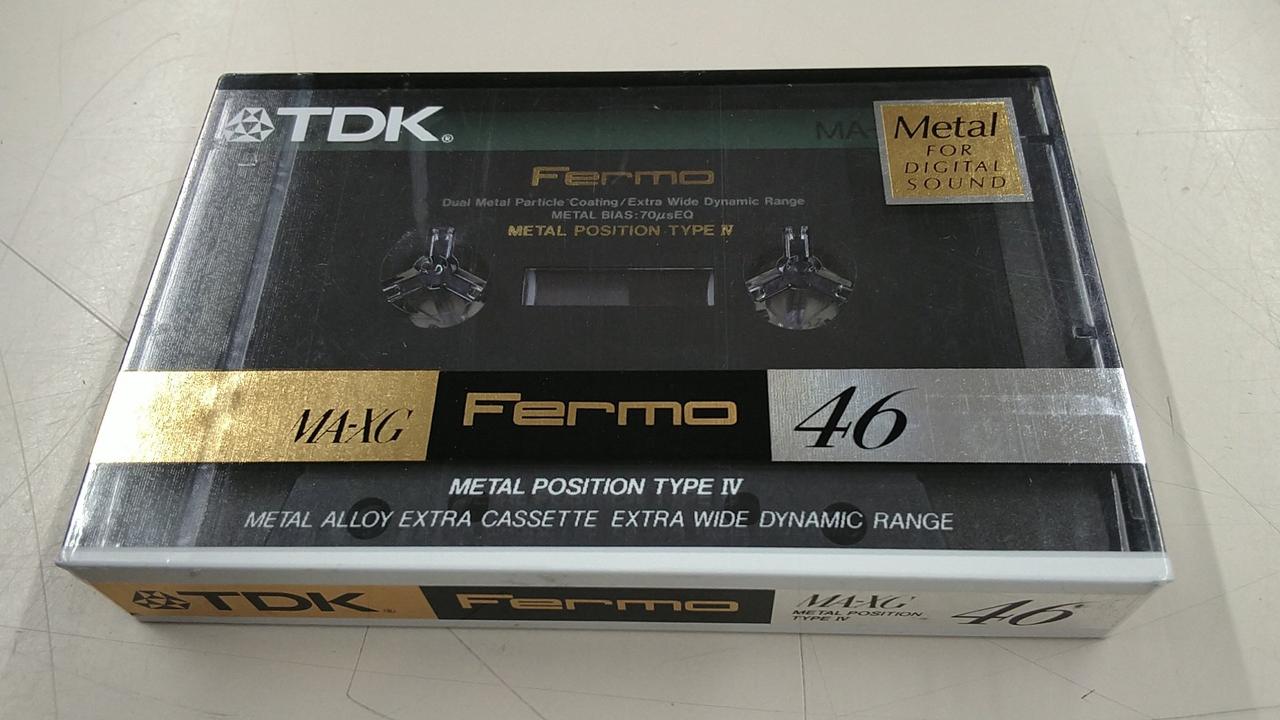 TDK®
MA-
Metal
FOR
DIGITAL
SOUND
Fermo
Dual Metal Particle Coating/Extra Wide Dynamic Range
METAL BIAS:70µsEQ
METAL POSITION TYPE IV
MA-XG Fermo 46
METAL POSITION TYPE IV
METAL ALLOY EXTRA CASSETTE EXTRA WIDE DYNAMIC RANGE
TDK® Fermo MA-XG 46
METAL POSITION
TYPE IV